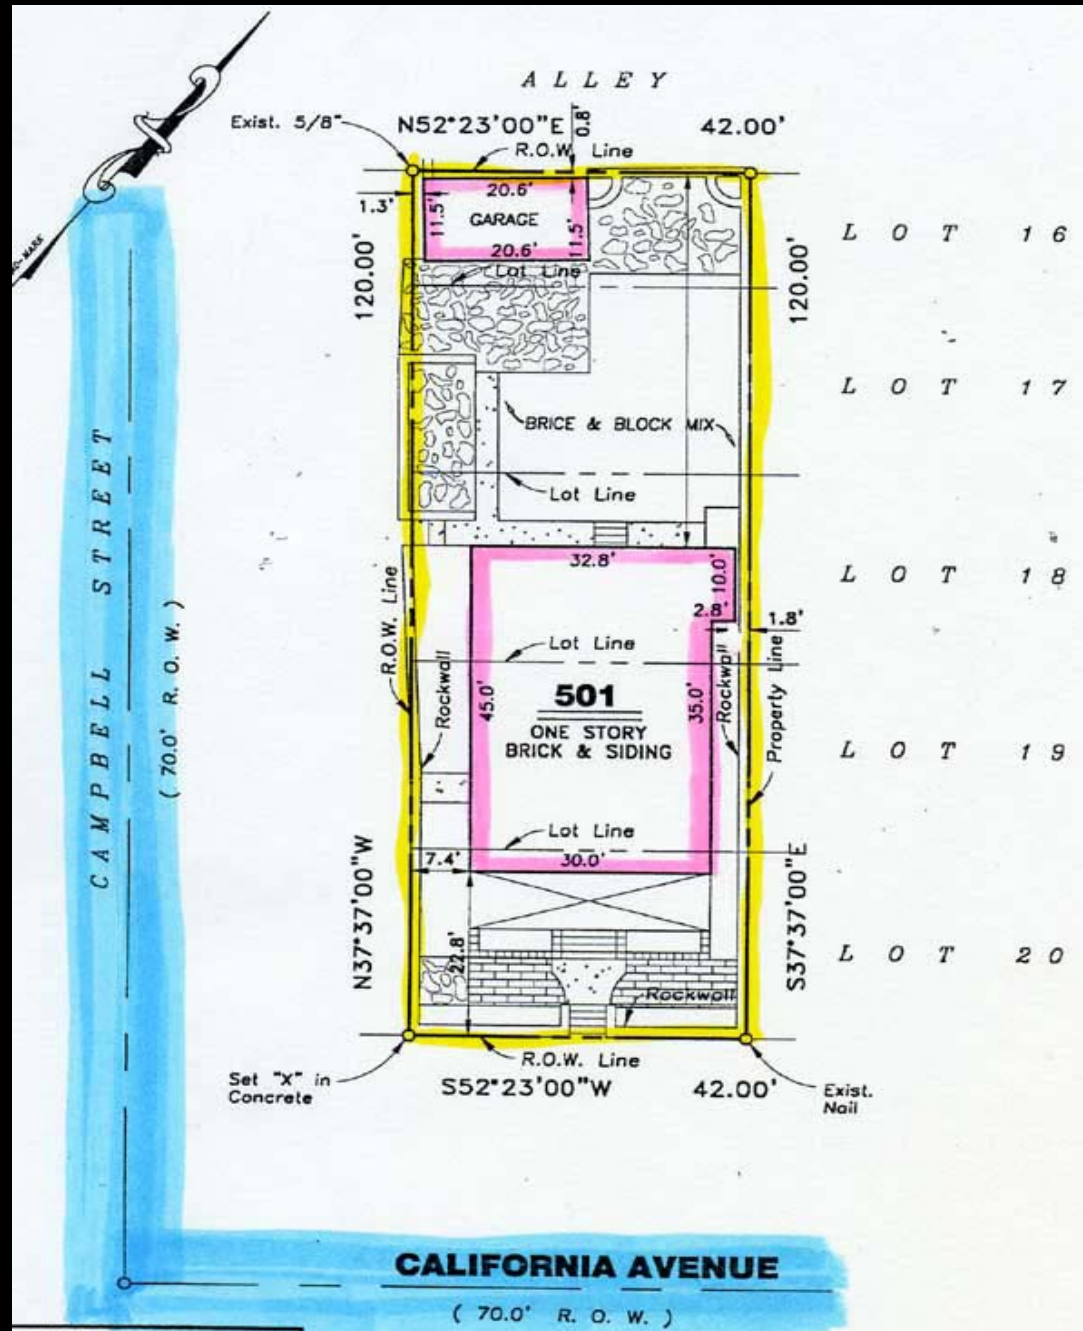 ALLEY
Exist. 5/8"
N52°23'00"E
0.8'
42.00'
R.O.W. Line
1.3'
20.6'
11.5'
GARAGE
11.5'
20.6'
Lot Line
120.00'
120.00'
LOT 16
LOT 17
BRICE & BLOCK MIX
Lot Line
CAMPBELL STREET
(70.0' R. O. W.)
32.8'
10.0'
2.8'
1.8'
LOT 18
R.O.W. Line
Rockwall
Lot Line
45.0'
501
35.0'
Rockwall
Property Line
ONE STORY
BRICK & SIDING
LOT 19
Lot Line
7.4'
30.0'
N37°37'00"W
22.8'
S37°37'00"E
LOT 20
Rockwall
R.O.W. Line
Set "X" in
Concrete
S52°23'00"W
42.00'
Exist.
Nail
CALIFORNIA AVENUE
( 70.0' R. O. W. )